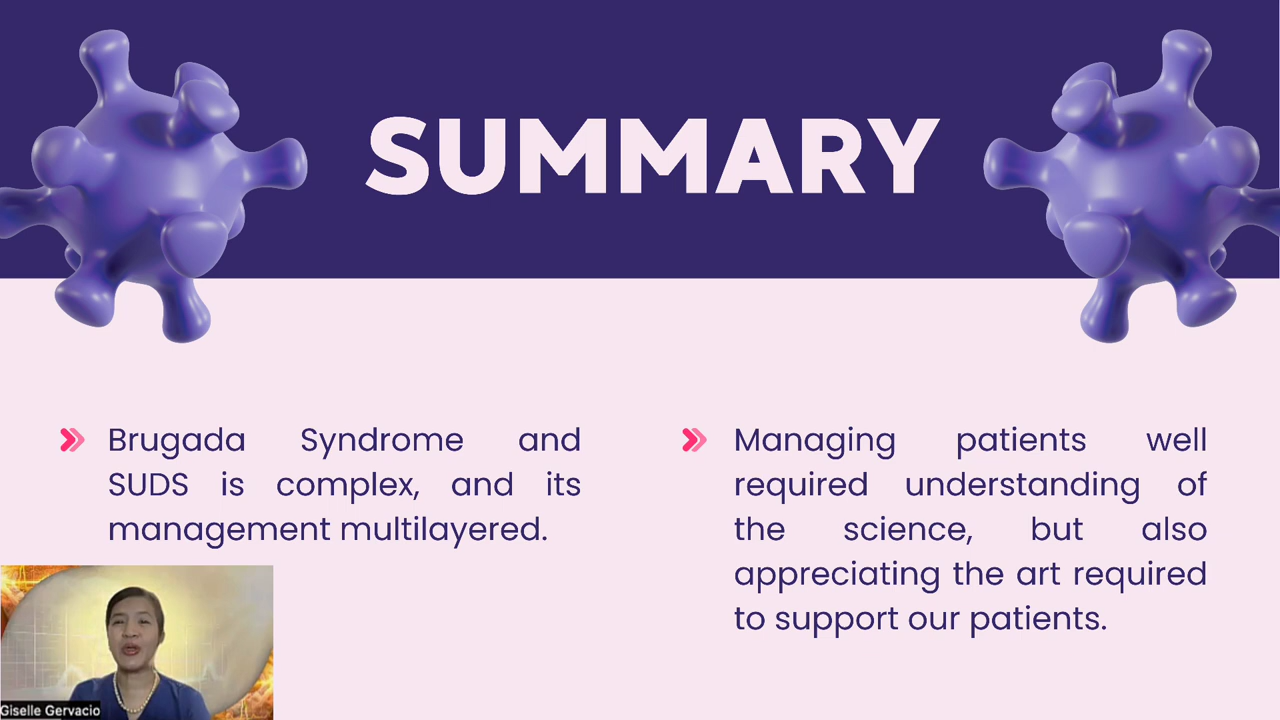 SUMMARY
Brugada Syndrome and
SUDS is complex, and its
management multilayered.
Managing patients well
required understanding of
the science, but also
appreciating the art required
to support our patients.
Giselle Gervacio